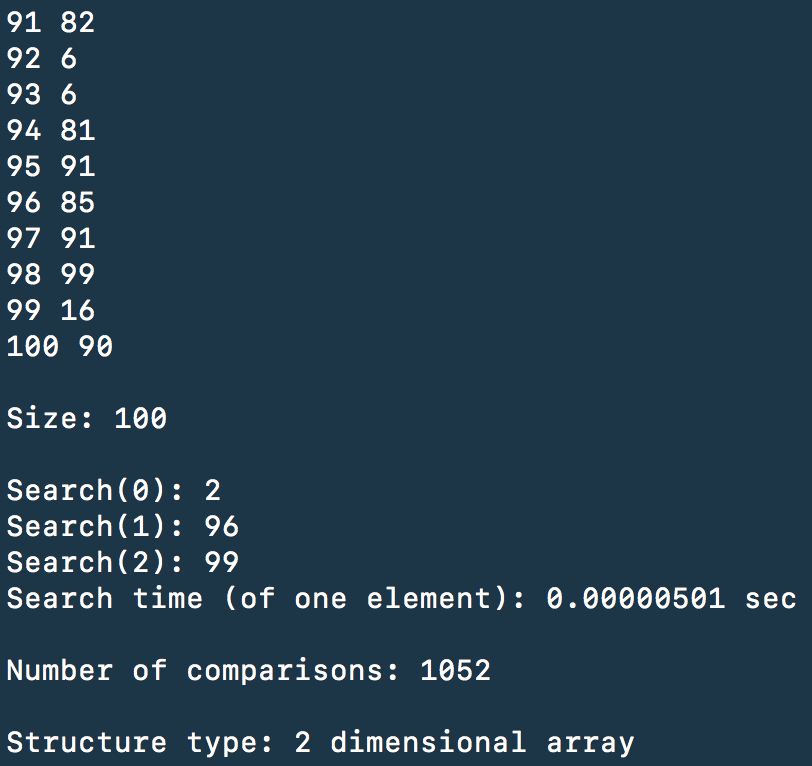 91 82
92 6
93 6
94 81
95 91
96 85
97 91
98 99
99 16
100 90
Size: 100
Search(0): 2
Search(1): 96
Search(2): 99
Search time (of one element): 0.00000501 sec
Number of comparisons: 1052
Structure type: 2 dimensional array